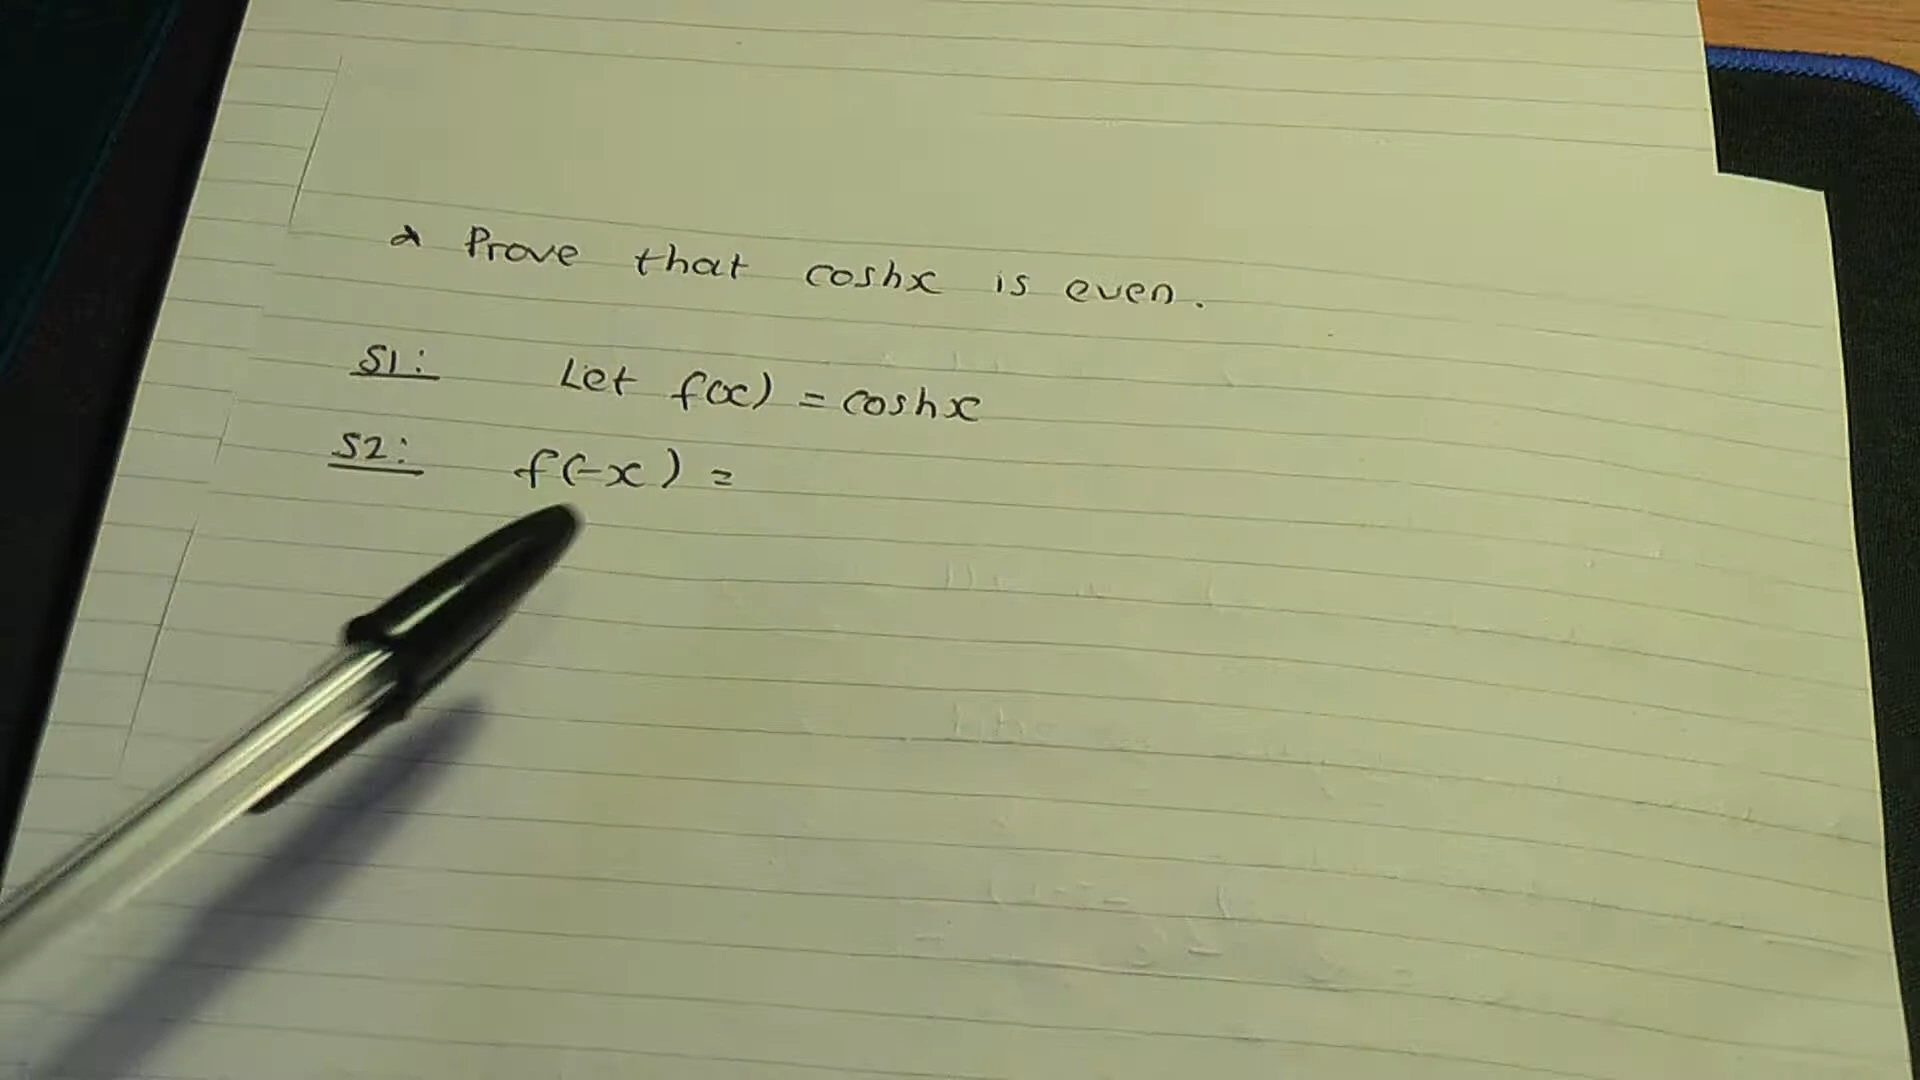 * Prove that coshx is even.
S1: Let f(x) = coshx
S2: f(-x) =